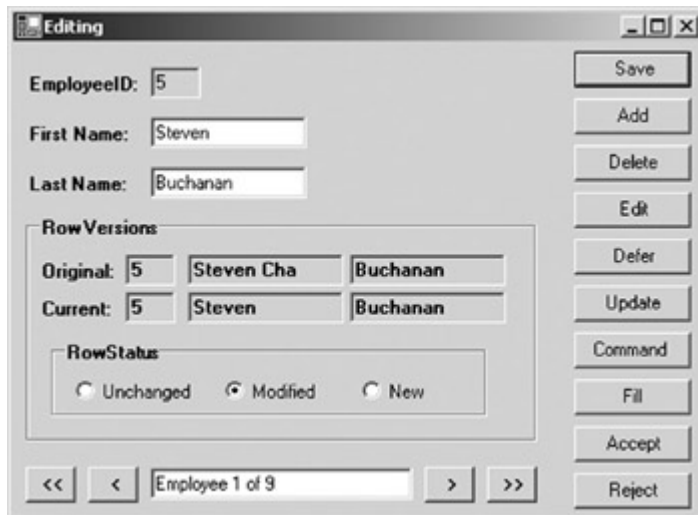 Editing
EmployeeID: 5
First Name: Steven
Last Name: Buchanan
RowVersions
Original: 5 Steven Cha Buchanan
Current: 5 Steven Buchanan
RowStatus
Unchanged Modified New
<< < Employee 1 of 9 > >>
Save
Add
Delete
Edit
Defer
Update
Command
Fill
Accept
Reject